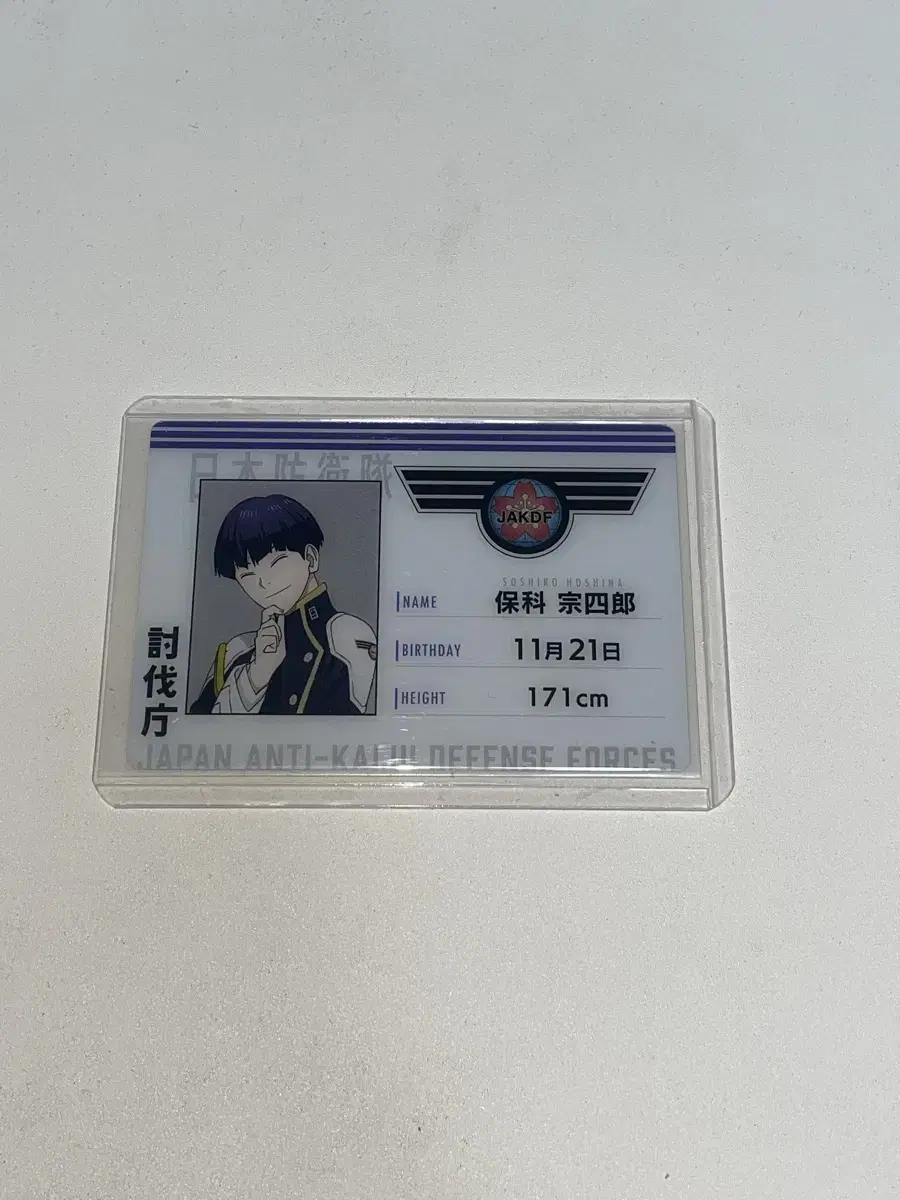 日本防衛隊
JAKDF
SOSHIRO HOSHINA
NAME 保科 宗四郎
BIRTHDAY 11月21日
HEIGHT 171cm
討伐庁
JAPAN ANTI-KAIJU DEFENSE FORCES